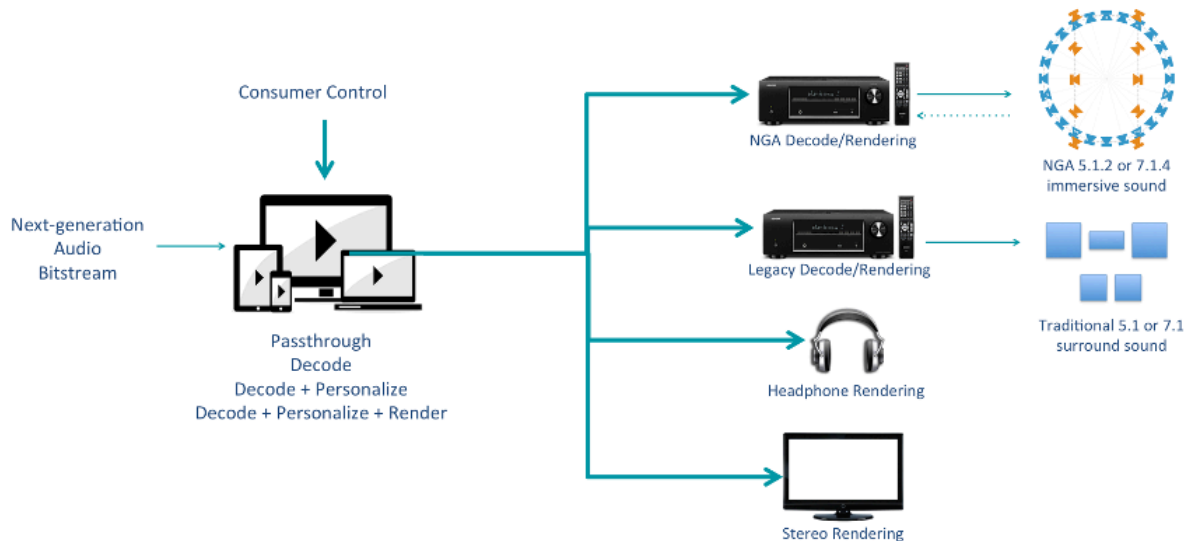 Consumer Control
Next-generation
Audio
Bitstream
Passthrough
Decode
Decode + Personalize
Decode + Personalize + Render
NGA Decode/Rendering
NGA 5.1.2 or 7.1.4
immersive sound
Legacy Decode/Rendering
Traditional 5.1 or 7.1
surround sound
Headphone Rendering
Stereo Rendering